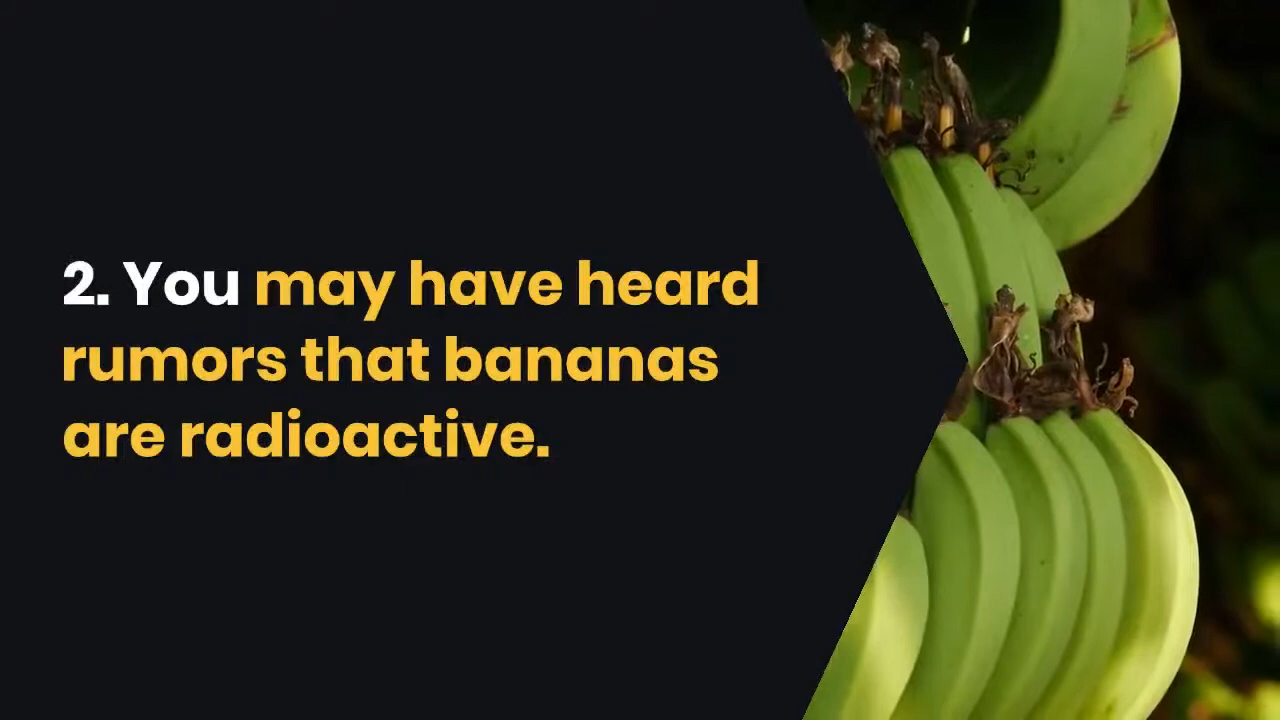 2. You may have heard
rumors that bananas
are radioactive.